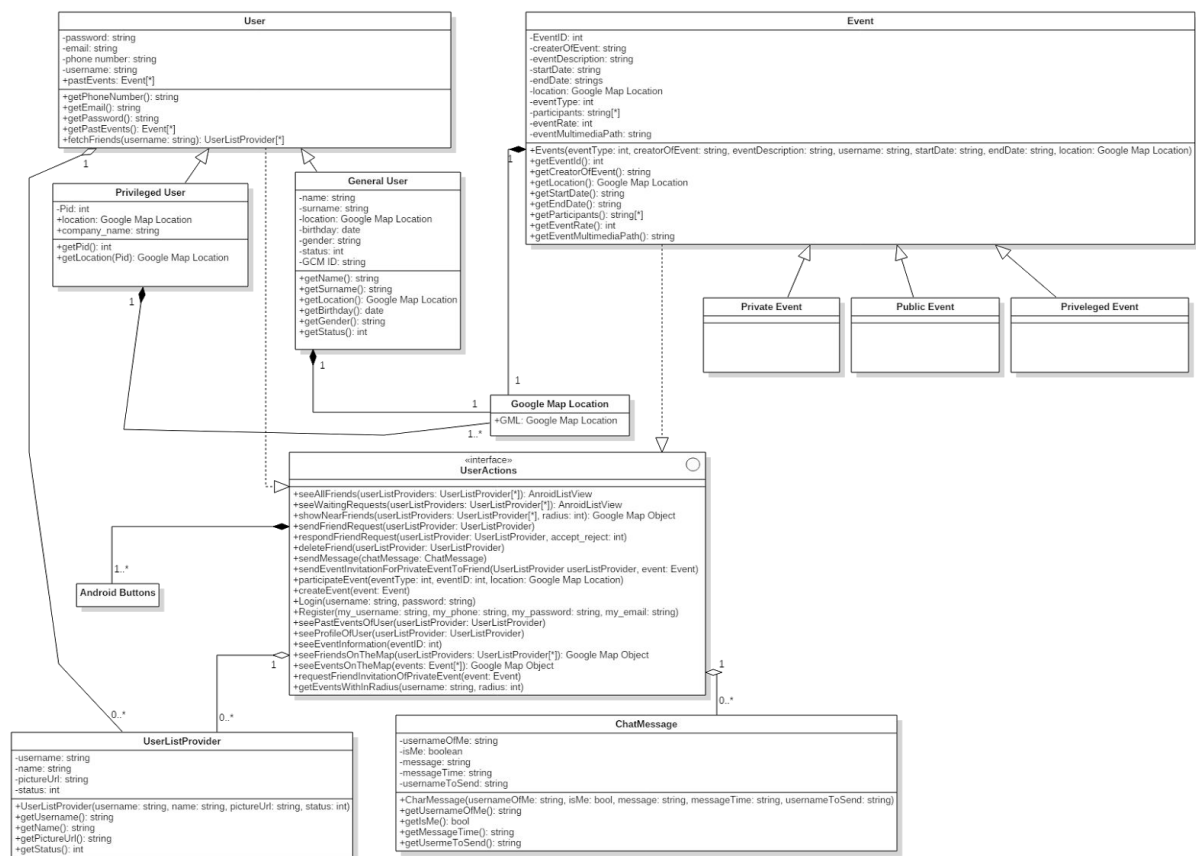 User
-password: string
-email: string
-phone number: string
-username: string
+pastEvents: Event[*]
+getPhoneNumber(): string
+getEmail(): string
+getPassword(): string
+getPastEvents(): Event[*]
+fetchFriends(username: string): UserListProvider[*]
1
Event
-EventID: int
-createrOfEvent: string
-eventDescription: string
-startDate: string
-endDate: strings
-location: Google Map Location
-eventType: int
-participants: string[*]
-eventRate: int
-eventMultimediaPath: string
+Events(eventType: int, creatorOfEvent: string, eventDescription: string, username: string, startDate: string, endDate: string, location: Google Map Location)
+getEventId(): int
+getCreatorOfEvent(): string
+getLocation(): Google Map Location
+getStartDate(): string
+getEndDate(): string
+getParticipants(): string[*]
+getEventRate(): int
+getEventMultimediaPath(): string
1
Privileged User
-Pid: int
+location: Google Map Location
+company_name: string
+getPid(): int
+getLocation(Pid): Google Map Location
1
General User
-name: string
-surname: string
-location: Google Map Location
-birthday: date
-gender: string
-status: int
-GCM ID: string
+getName(): string
+getSurname(): string
+getLocation(): Google Map Location
+getBirthday(): date
+getGender(): string
+getStatus(): int
1
Private Event
Public Event
Priveleged Event
1
1
1..*
Google Map Location
+GML: Google Map Location
«interface»
UserActions
+seeAllFriends(userListProviders: UserListProvider[*]): AnroidListView
+seeWaitingRequests(userListProviders: UserListProvider[*]): AnroidListView
+showNearFriends(userListProviders: UserListProvider[*], radius: int): Google Map Object
+sendFriendRequest(userListProvider: UserListProvider)
+respondFriendRequest(userListProvider: UserListProvider, accept_reject: int)
+deleteFriend(userListProvider: UserListProvider)
+sendMessage(chatMessage: ChatMessage)
+sendEventInvitationForPrivateEventToFriend(UserListProvider userListProvider, event: Event)
+participateEvent(eventType: int, eventID: int, location: Google Map Location)
+createEvent(event: Event)
+Login(username: string, password: string)
+Register(my_username: string, my_phone: string, my_password: string, my_email: string)
+seePastEventsOfUser(userListProvider: UserListProvider)
+seeProfileOfUser(userListProvider: UserListProvider)
+seeEventInformation(eventID: int)
+seeFriendsOnTheMap(userListProviders: UserListProvider[*]): Google Map Object
+seeEventsOnTheMap(events: Event[*]): Google Map Object
+requestFriendInvitationOfPrivateEvent(event: Event)
+getEventsWithInRadius(username: string, radius: int)
1..*
Android Buttons
1
1
0..*
0..*
0..*
UserListProvider
-username: string
-name: string
-pictureUrl: string
-status: int
+UserListProvider(username: string, name: string, pictureUrl: string, status: int)
+getUsername(): string
+getName(): string
+getPictureUrl(): string
+getStatus(): int
ChatMessage
-usernameOfMe: string
-isMe: boolean
-message: string
-messageTime: string
-usernameToSend: string
+CharMessage(usernameOfMe: string, isMe: bool, message: string, messageTime: string, usernameToSend: string)
+getUsernameOfMe(): string
+getIsMe(): bool
+getMessageTime(): string
+getUsermeToSend(): string